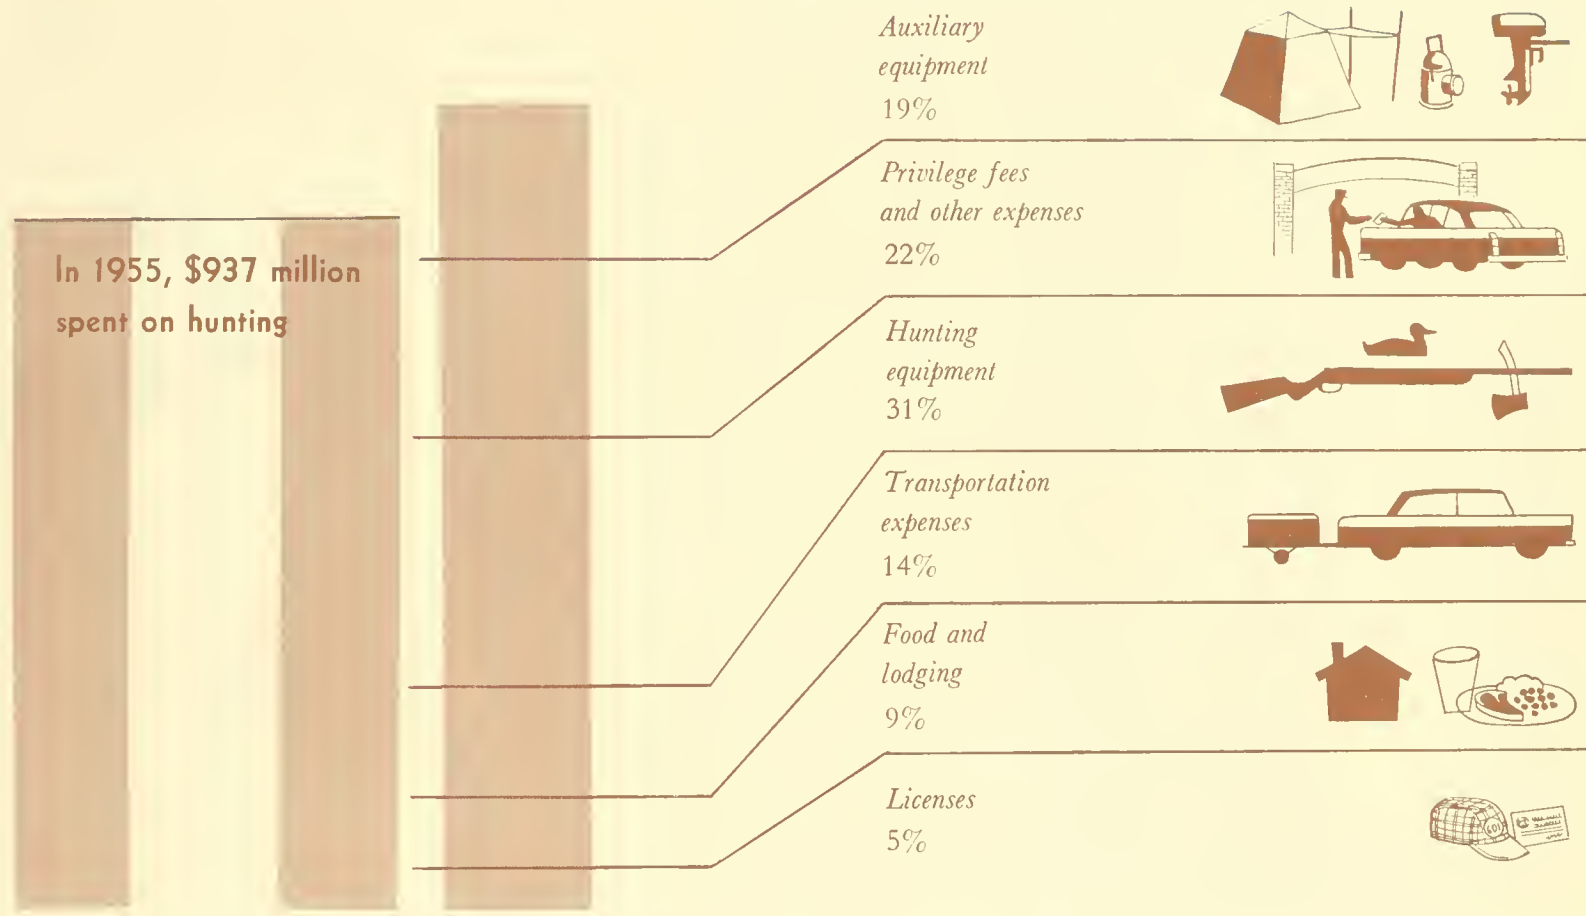 Auxiliary
equipment
19%
Privilege fees
and other expenses
22%
In 1955, $937 million
spent on hunting
Hunting
equipment
31%
Transportation
expenses
14%
Food and
lodging
9%
Licenses
5%